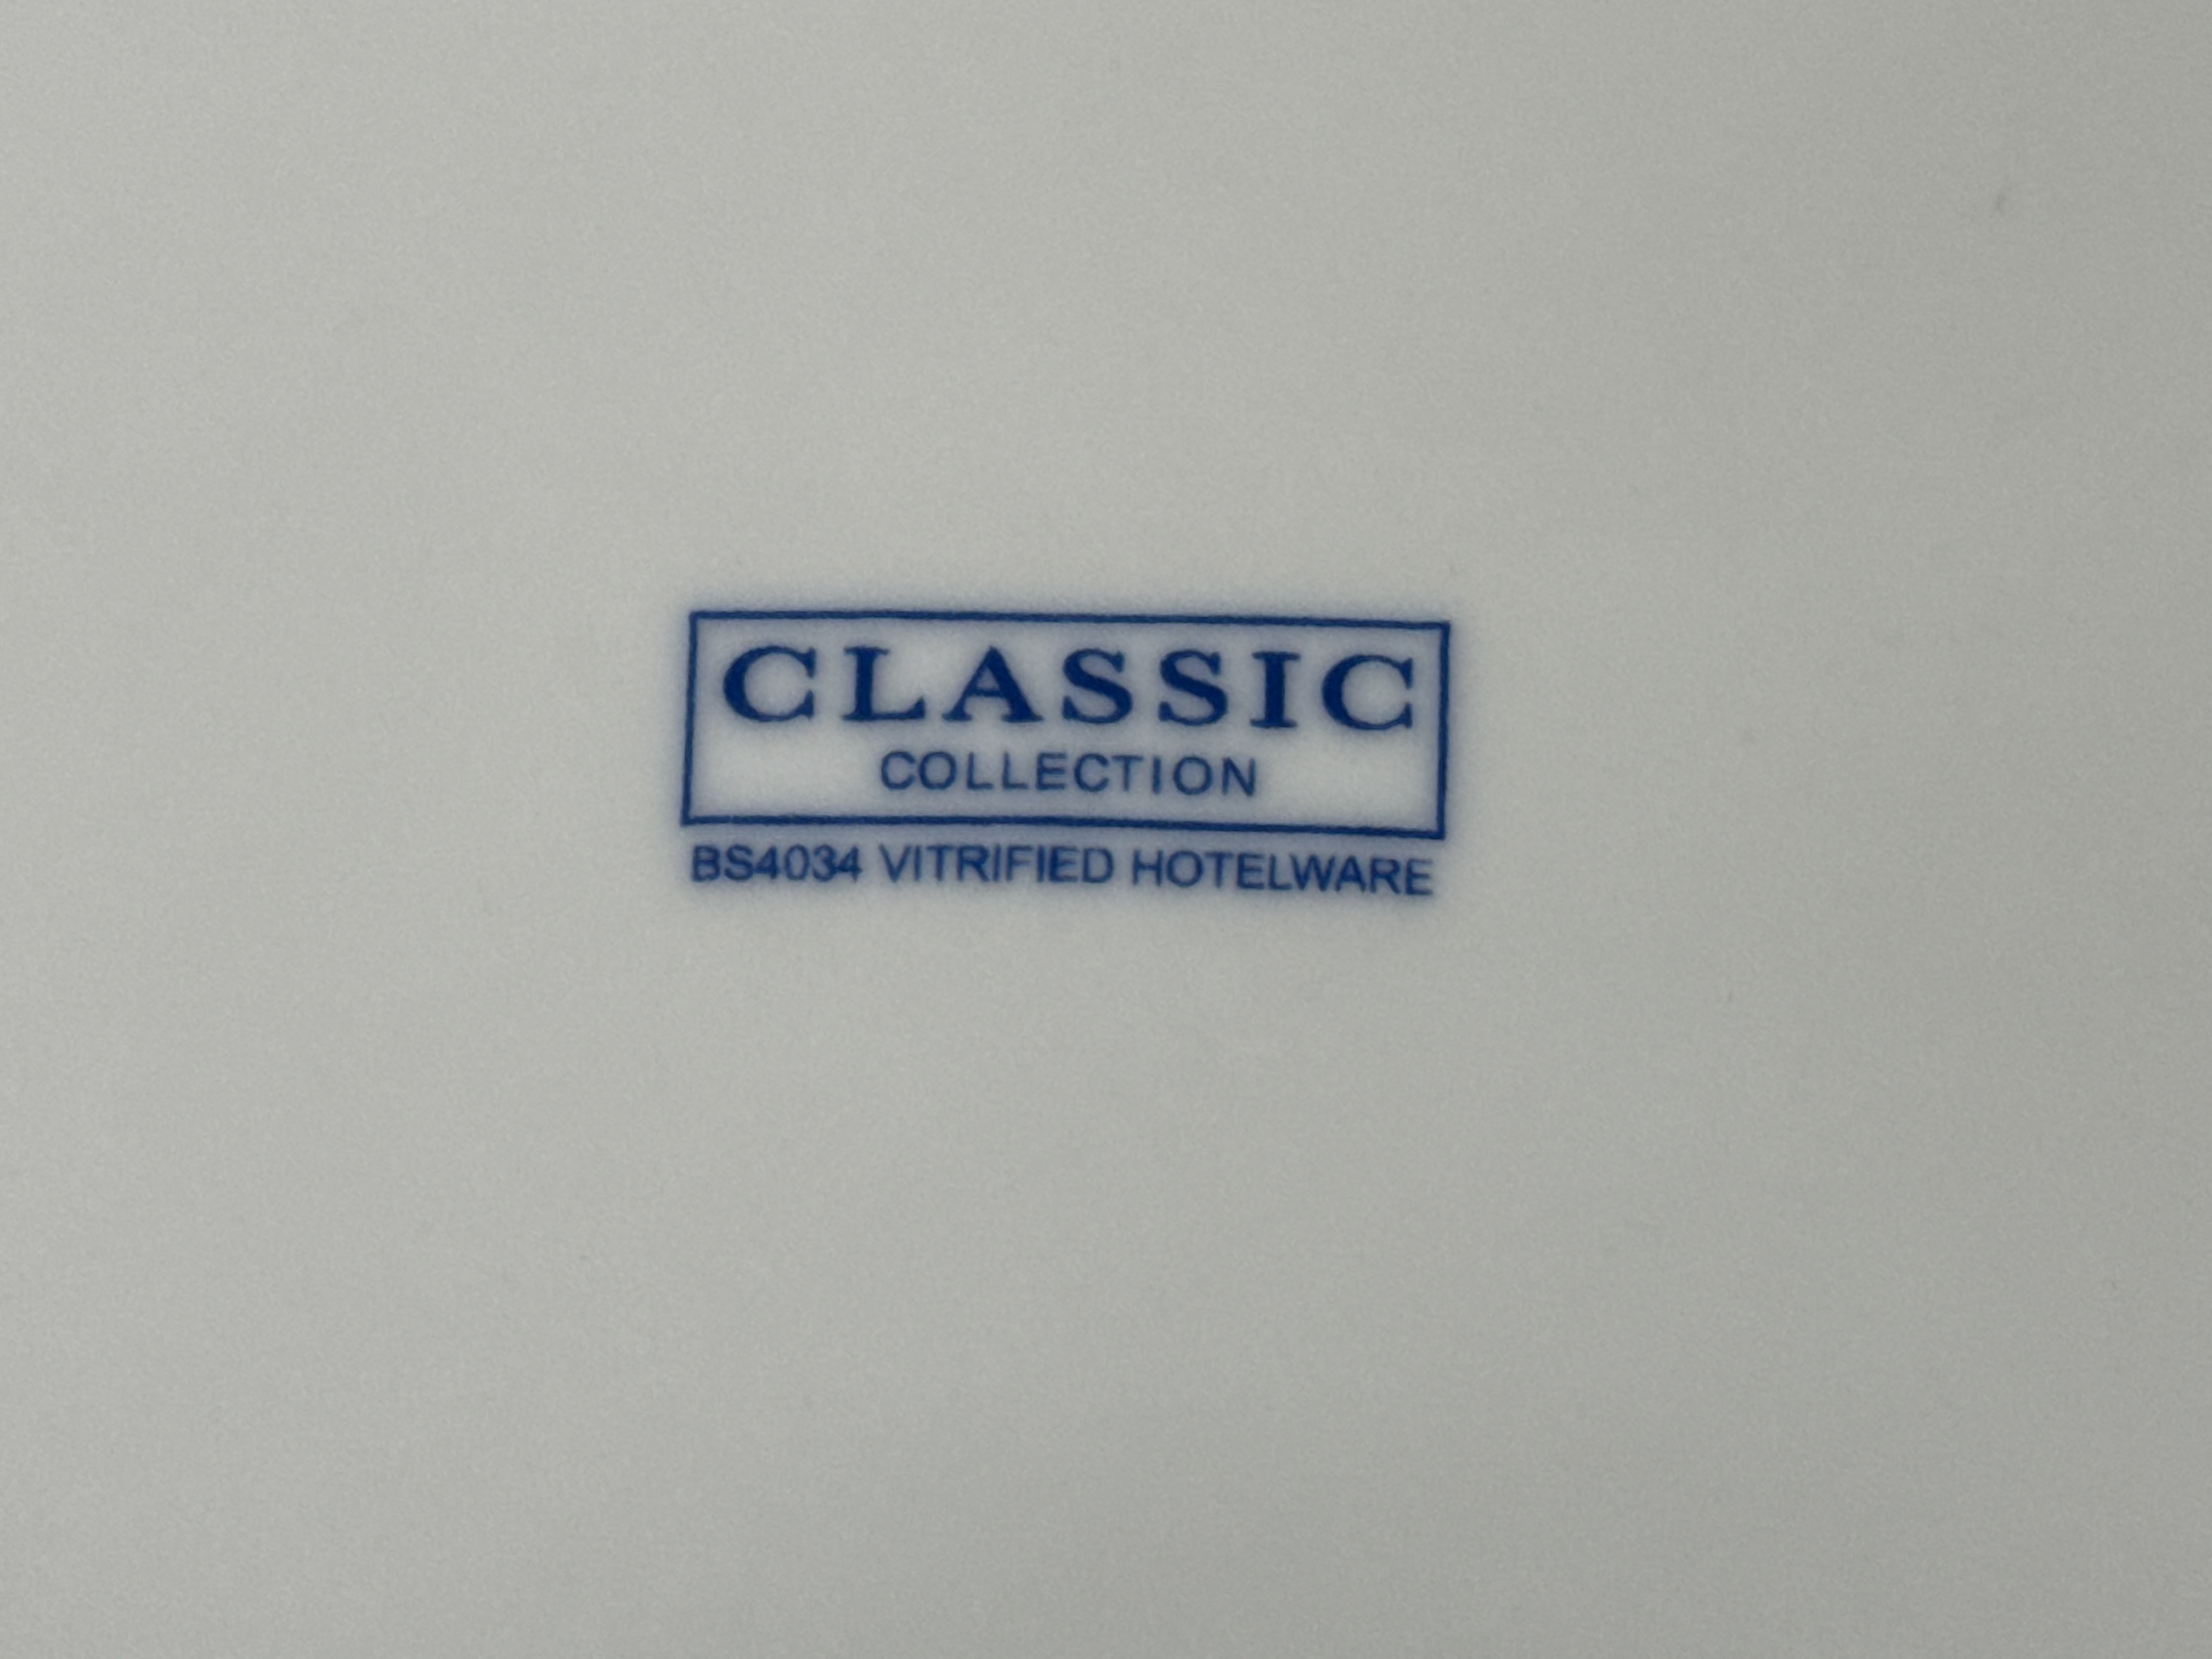 CLASSIC
COLLECTION
BS4034 VITRIFIED HOTELWARE